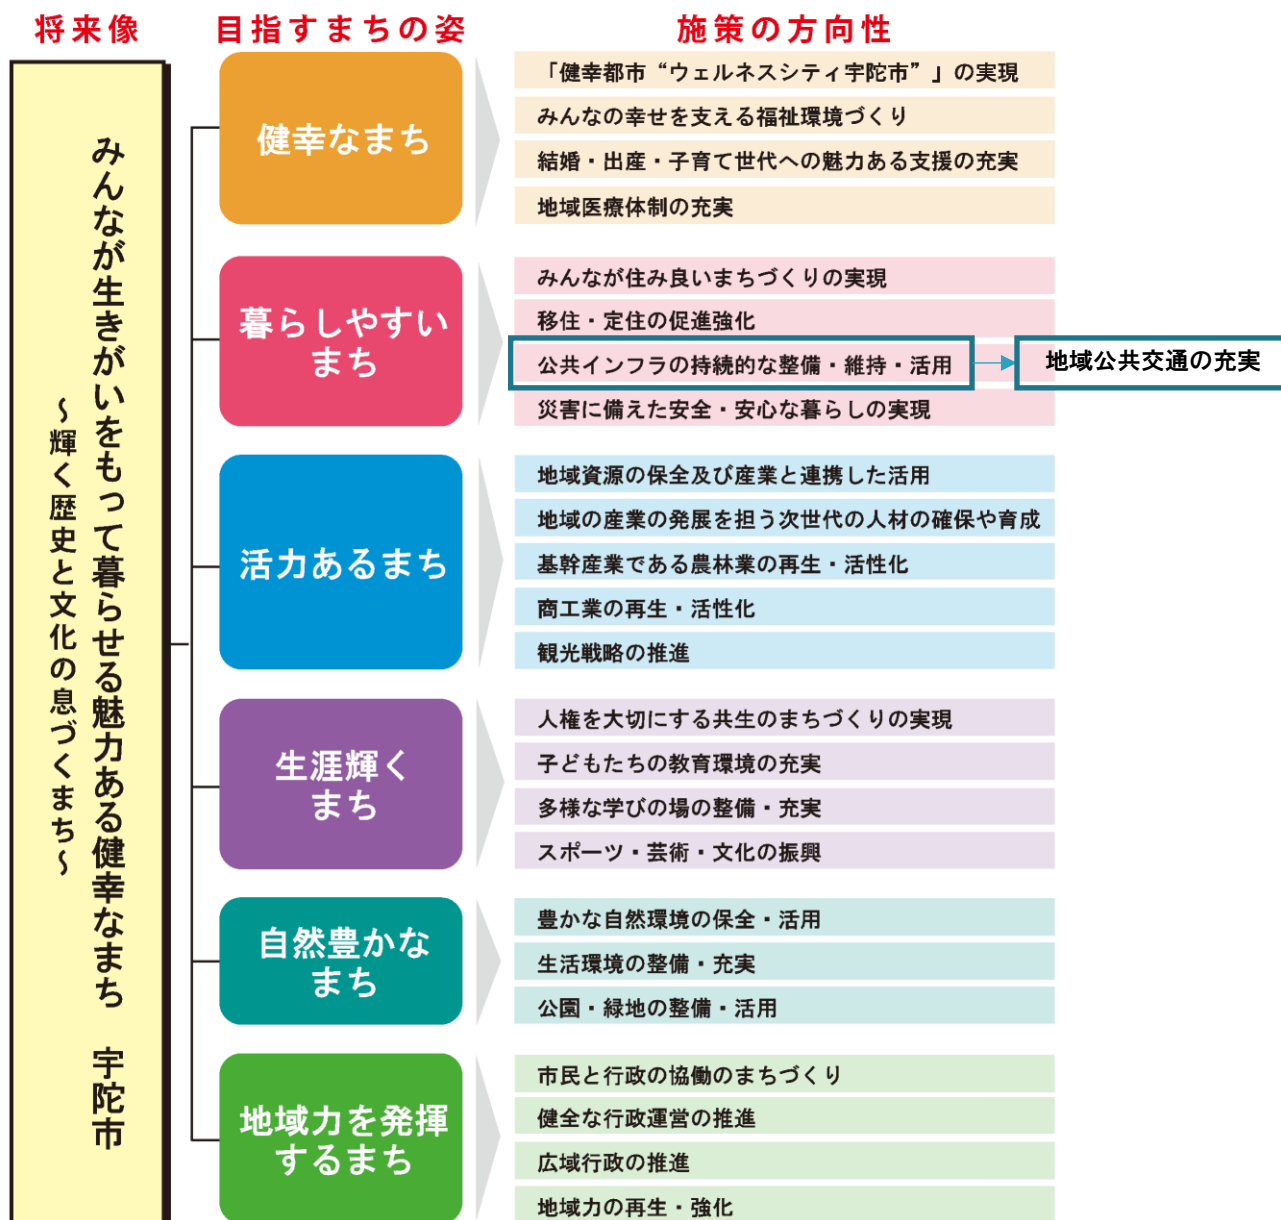 将来像
目指すまちの姿
施策の方向性
みんなが生きがいをもって暮らせる魅力ある健幸なまち　宇陀市
～輝く歴史と文化の息づくまち～
健幸なまち
「健幸都市“ウェルネスシティ宇陀市”」の実現
みんなの幸せを支える福祉環境づくり
結婚・出産・子育て世代への魅力ある支援の充実
地域医療体制の充実
暮らしやすい
まち
みんなが住み良いまちづくりの実現
移住・定住の促進強化
公共インフラの持続的な整備・維持・活用
地域公共交通の充実
災害に備えた安全・安心な暮らしの実現
活力あるまち
地域資源の保全及び産業と連携した活用
地域の産業の発展を担う次世代の人材の確保や育成
基幹産業である農林業の再生・活性化
商工業の再生・活性化
観光戦略の推進
生涯輝く
まち
人権を大切にする共生のまちづくりの実現
子どもたちの教育環境の充実
多様な学びの場の整備・充実
スポーツ・芸術・文化の振興
自然豊かな
まち
豊かな自然環境の保全・活用
生活環境の整備・充実
公園・緑地の整備・活用
地域力を発揮
するまち
市民と行政の協働のまちづくり
健全な行政運営の推進
広域行政の推進
地域力の再生・強化